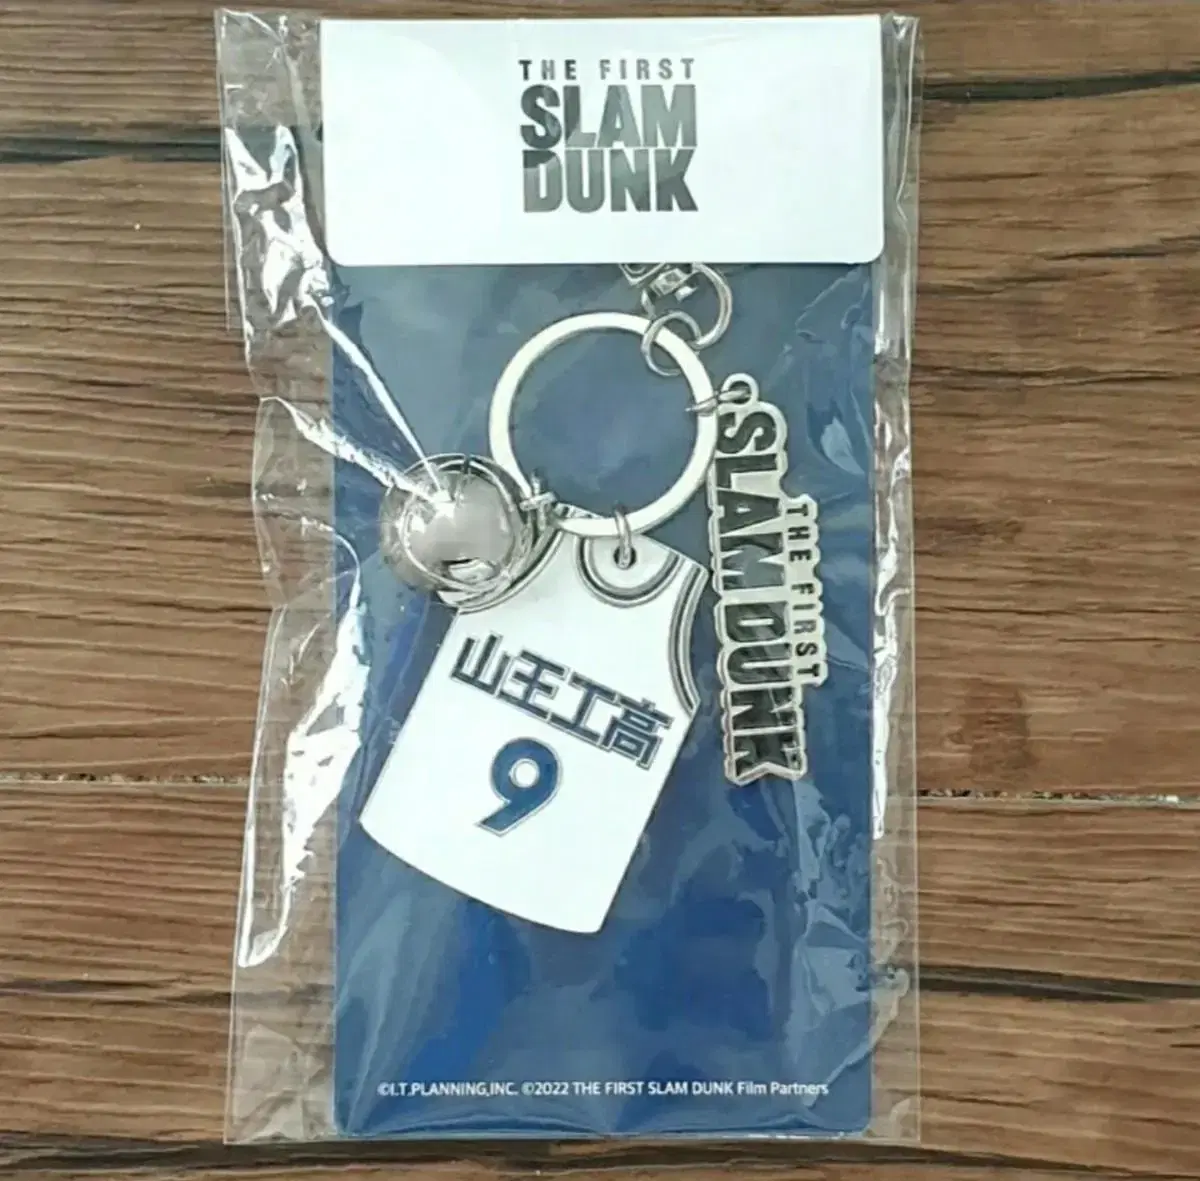 THE FIRST
SLAM
DUNK
THE FIRST
SLAM DUNK
山王工高
9
©I.T.PLANNING,INC. ©2022 THE FIRST SLAM DUNK Film Partners